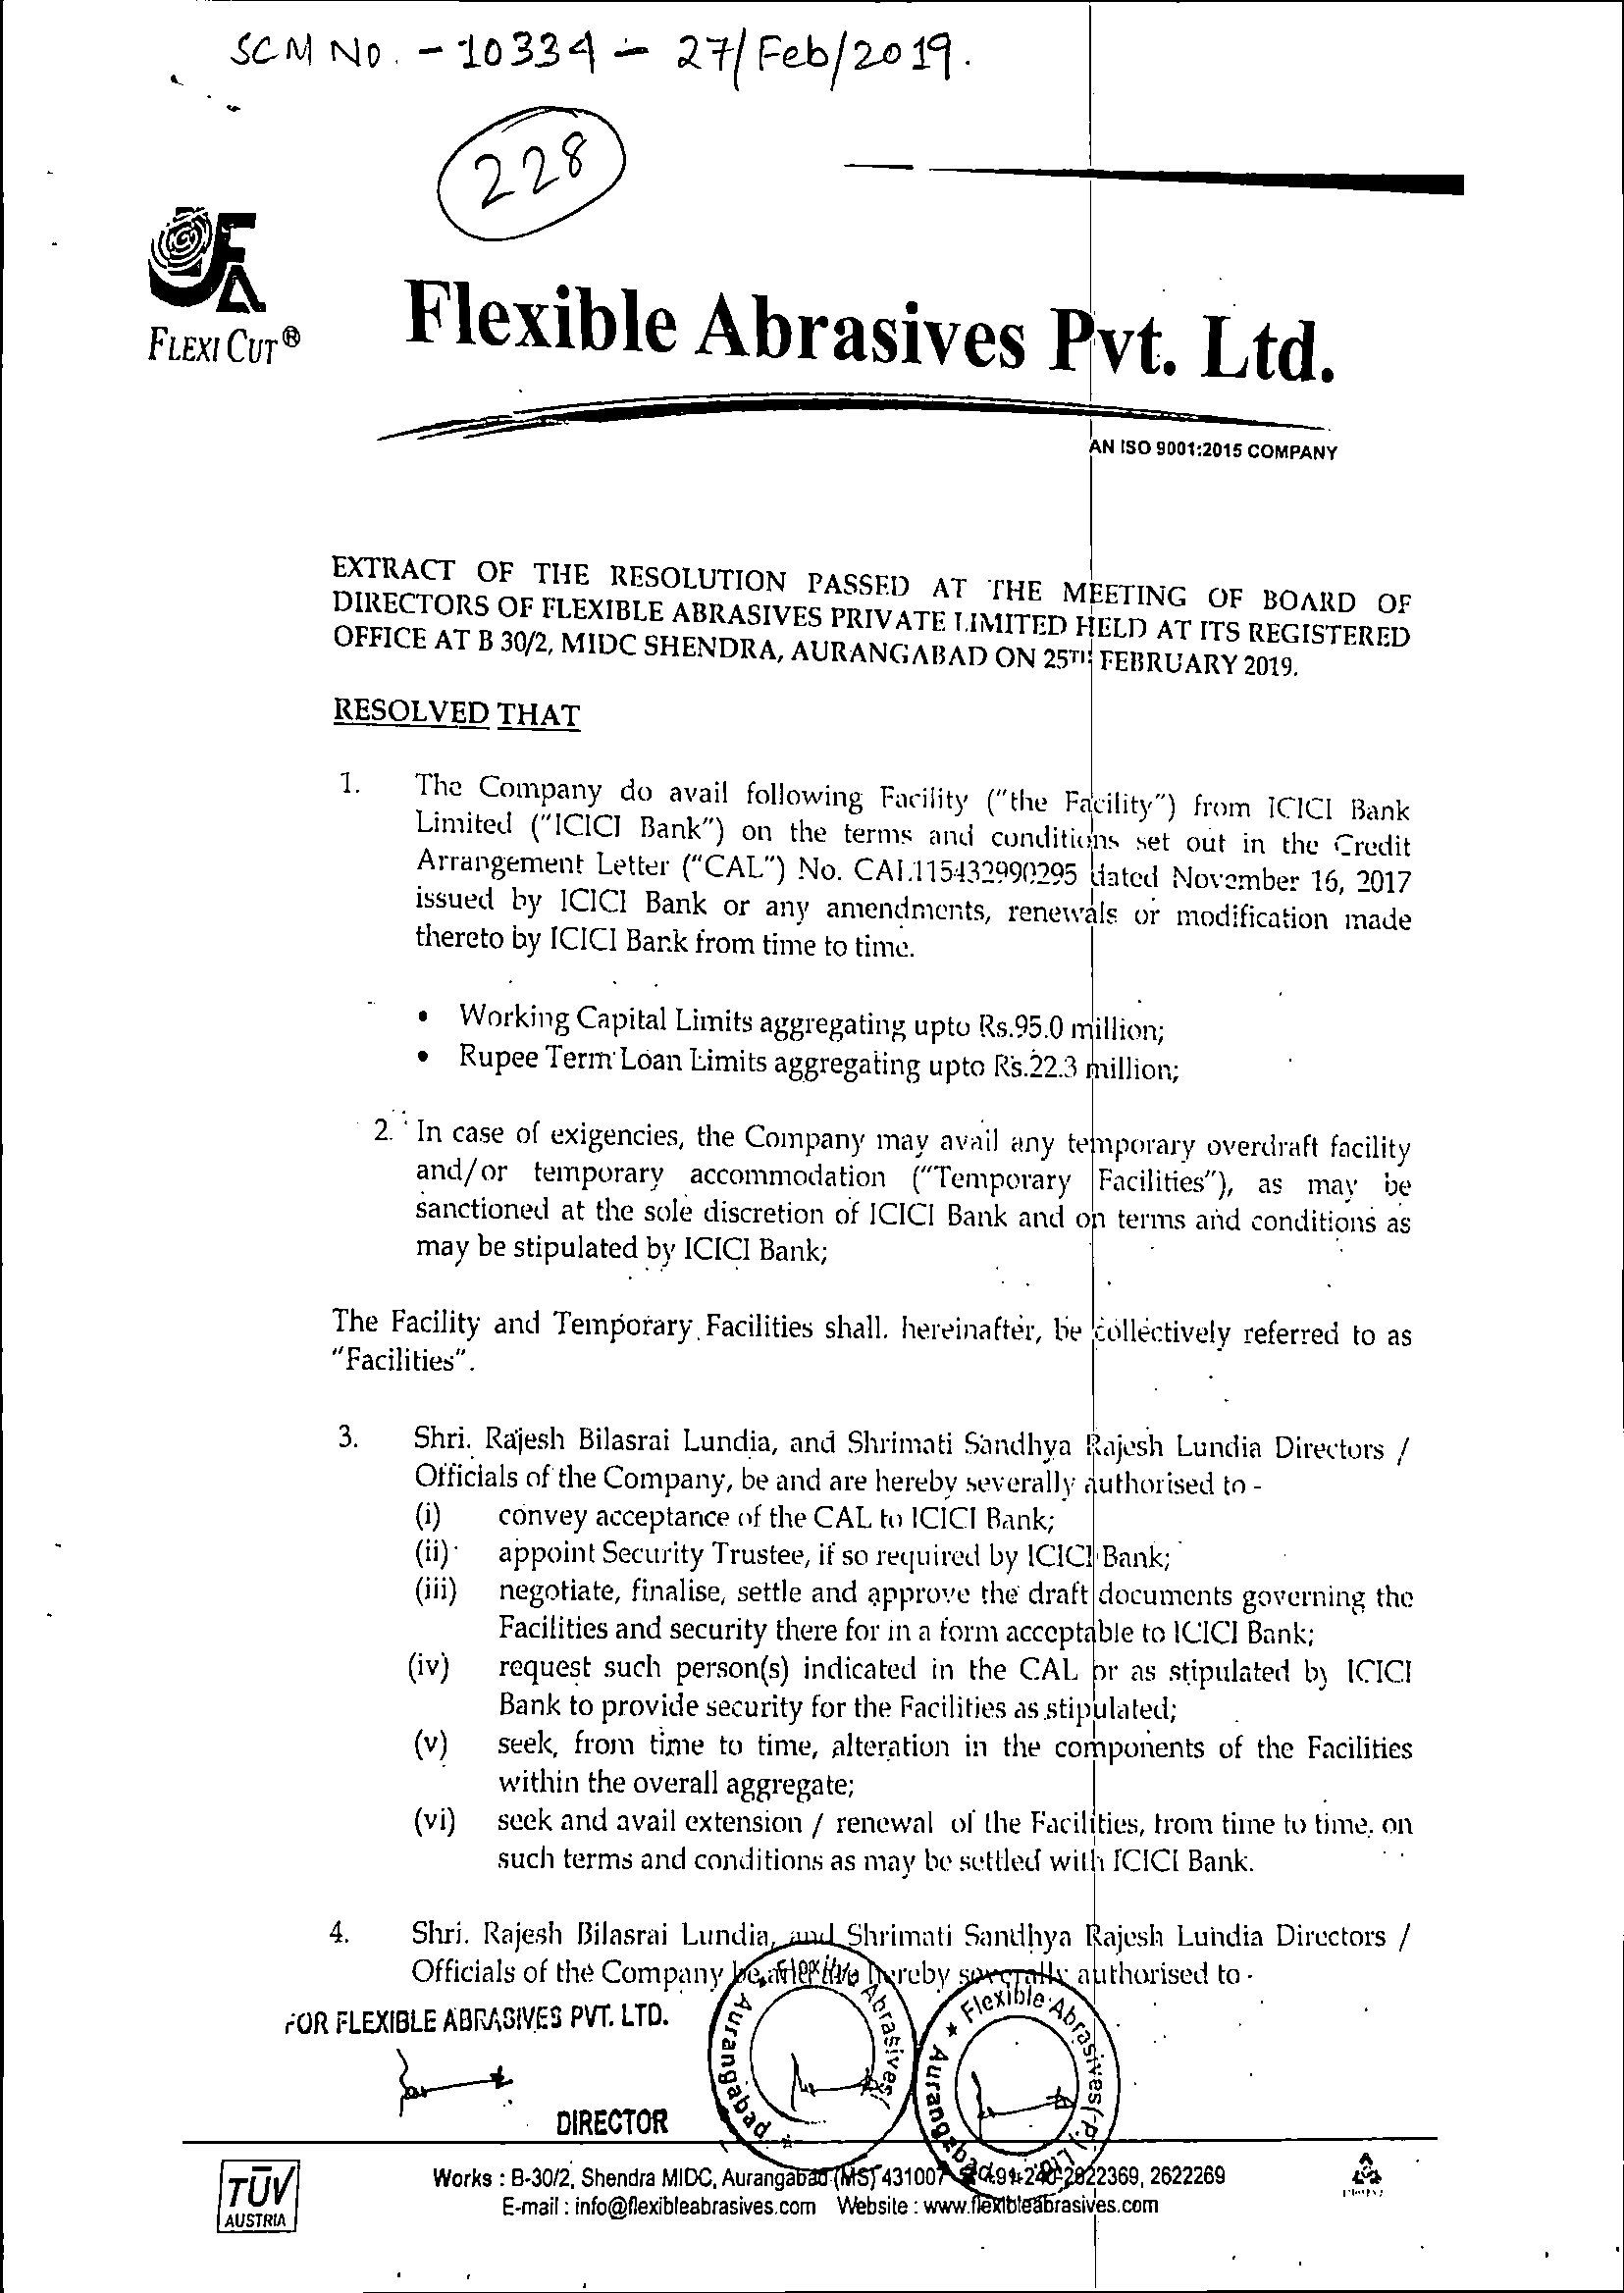 SCM No. - 10334 - 27/Feb/2019.
228
FA
FLEXI CUT®
Flexible Abrasives Pvt. Ltd.
AN ISO 9001:2015 COMPANY
EXTRACT OF THE RESOLUTION PASSED AT THE MEETING OF BOARD OF
DIRECTORS OF FLEXIBLE ABRASIVES PRIVATE LIMITED HELD AT ITS REGISTERED
OFFICE AT B 30/2, MIDC SHENDRA, AURANGABAD ON 25TH FEBRUARY 2019.
RESOLVED THAT
1. The Company do avail following Facility ("the Facility") from ICICI Bank
Limited ("ICICI Bank") on the terms and conditions set out in the Credit
Arrangement Letter ("CAL") No. CAL115432990295 dated November 16, 2017
issued by ICICI Bank or any amendments, renewals or modification made
thereto by ICICI Bank from time to time.
• Working Capital Limits aggregating upto Rs.95.0 million;
• Rupee Term Loan Limits aggregating upto Rs.22.3 million;
2. In case of exigencies, the Company may avail any temporary overdraft facility
and/or temporary accommodation ("Temporary Facilities"), as may be
sanctioned at the sole discretion of ICICI Bank and on terms and conditions as
may be stipulated by ICICI Bank;
The Facility and Temporary Facilities shall. hereinafter, be collectively referred to as
"Facilities".
3. Shri. Rajesh Bilasrai Lundia, and Shrimati Sandhya Rajesh Lundia Directors /
Officials of the Company, be and are hereby severally authorised to -
(i) convey acceptance of the CAL to ICICI Bank;
(ii) appoint Security Trustee, if so required by ICICI Bank;
(iii) negotiate, finalise, settle and approve the draft documents governing the
Facilities and security there for in a form acceptable to ICICI Bank;
(iv) request such person(s) indicated in the CAL or as stipulated by ICICI
Bank to provide security for the Facilities as stipulated;
(v) seek, from time to time, alteration in the components of the Facilities
within the overall aggregate;
(vi) seek and avail extension / renewal of the Facilities, from time to time, on
such terms and conditions as may be settled with ICICI Bank.
4. Shri. Rajesh Bilasrai Lundia, and Shrimati Sandhya Rajesh Lundia Directors /
Officials of the Company be and are hereby severally authorised to -
FOR FLEXIBLE ABRASIVES PVT. LTD.
Flexible Abrasives
Aurangabad
Flexible Abrasives (P.) Ltd.
Aurangabad
DIRECTOR
TÜV
AUSTRIA
Works : B-30/2, Shendra MIDC, Aurangabad (MS) 431007 91-240-2622369, 2622269
E-mail : info@flexibleabrasives.com Website : www.flexibleabrasives.com